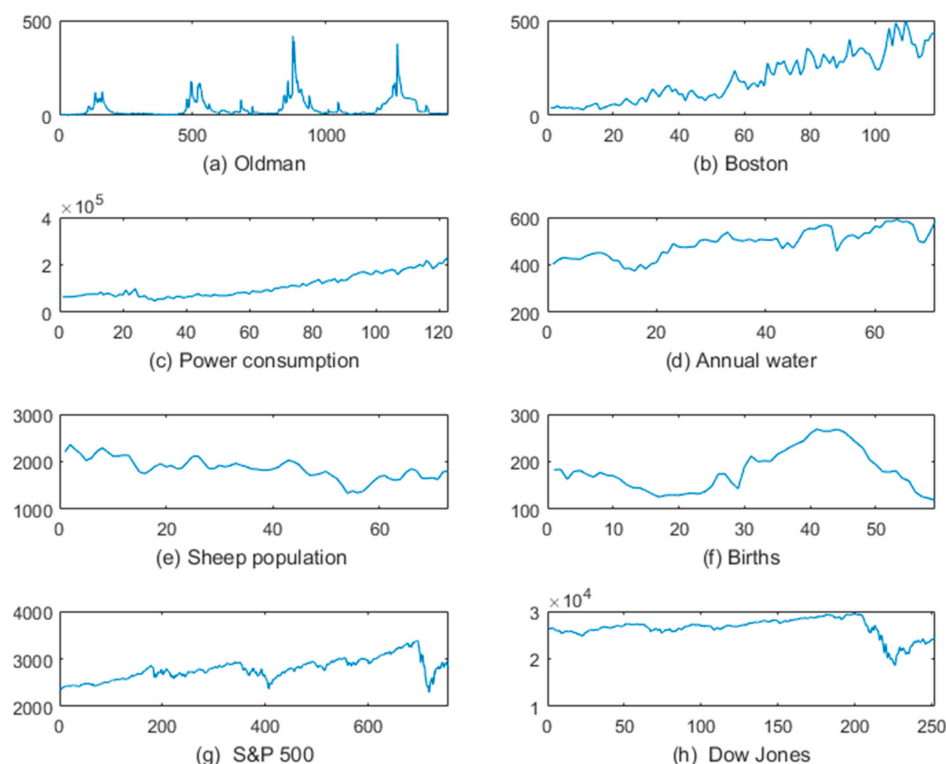 500
0
0 500 1000
(a) Oldman
500
0
0 20 40 60 80 100
(b) Boston
× 10^5
4
2
0
0 20 40 60 80 100 120
(c) Power consumption
600
400
200
0 20 40 60
(d) Annual water
3000
2000
1000
0 20 40 60
(e) Sheep population
300
200
100
0 10 20 30 40 50
(f) Births
4000
3000
2000
0 200 400 600
(g) S&P 500
× 10^4
3
2
1
0 50 100 150 200 250
(h) Dow Jones